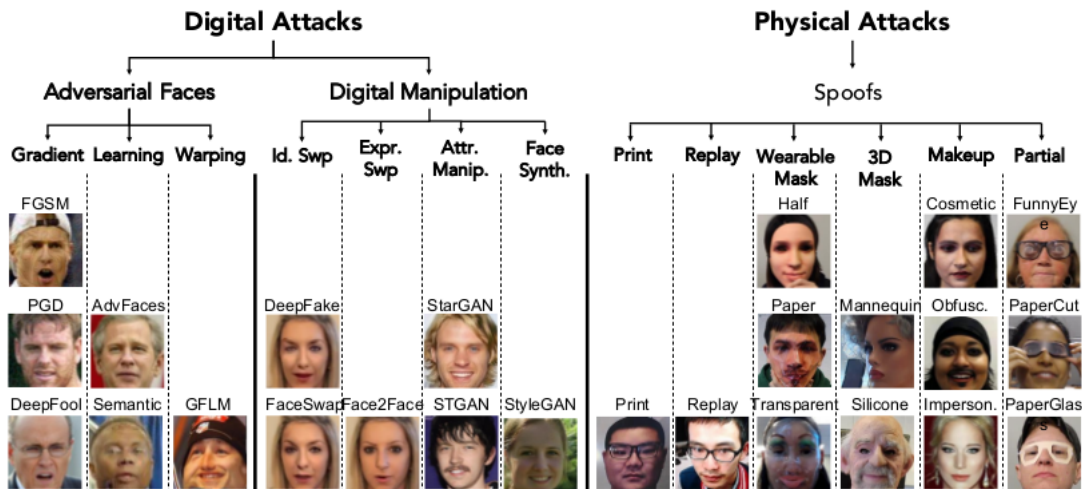 Digital Attacks
Physical Attacks
Adversarial Faces
Digital Manipulation
Spoofs
Gradient
Learning
Warping
Id. Swp
Expr.
Swp
Attr.
Manip.
Face
Synth.
Print
Replay
Wearable
Mask
3D
Mask
Makeup
Partial
FGSM
Half
Cosmetic
FunnyEy
e
PGD
AdvFaces
DeepFake
StarGAN
Paper
Mannequin
Obfusc.
PaperCut
DeepFool
Semantic
GFLM
FaceSwap
Face2Face
STGAN
StyleGAN
Print
Replay
Transparent
Silicone
Imperson.
PaperGlas
s